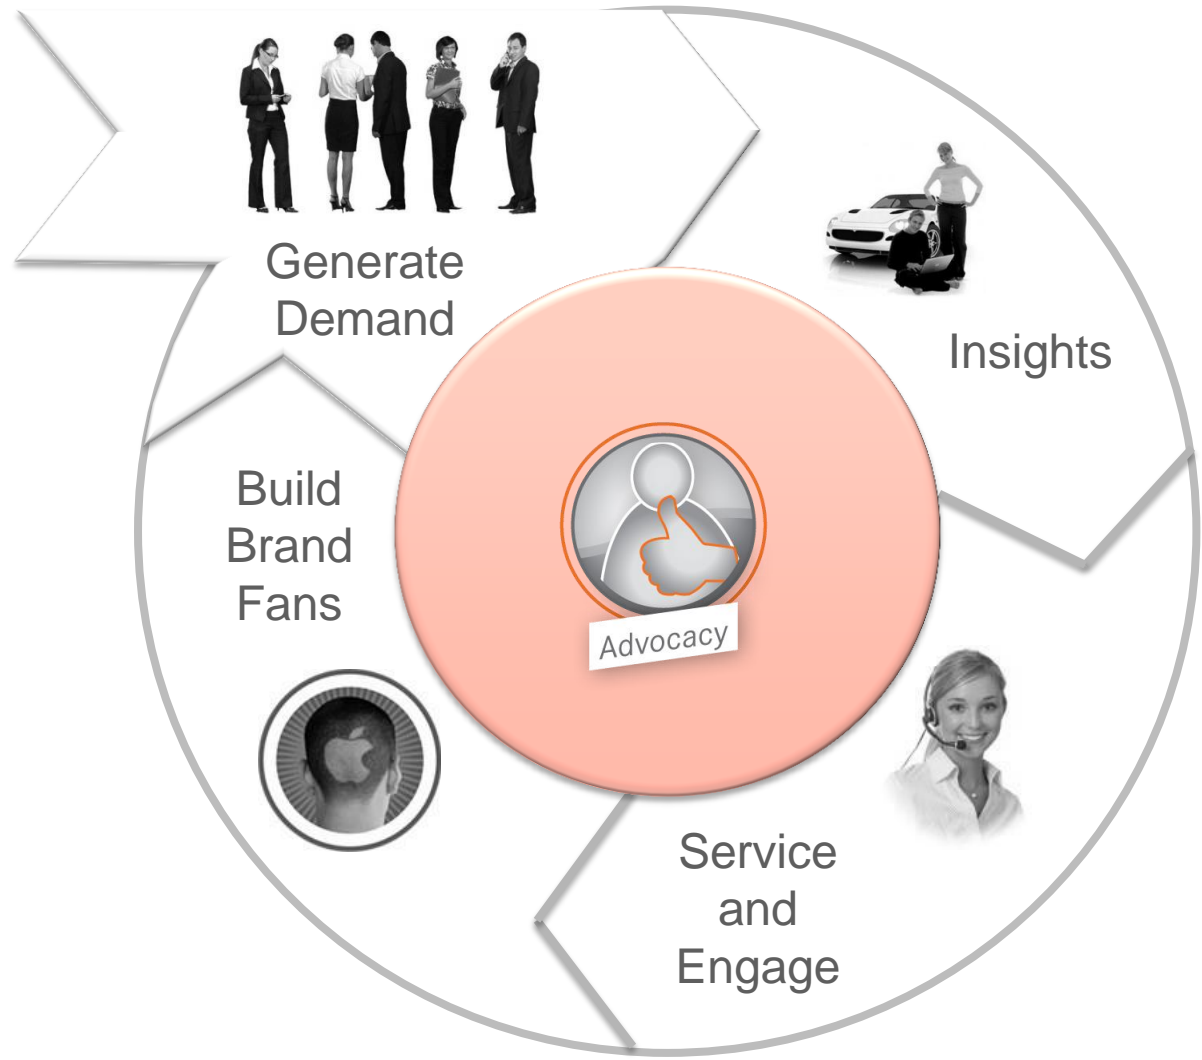 Generate
Demand
Insights
Build
Brand
Fans
Advocacy
Service
and
Engage